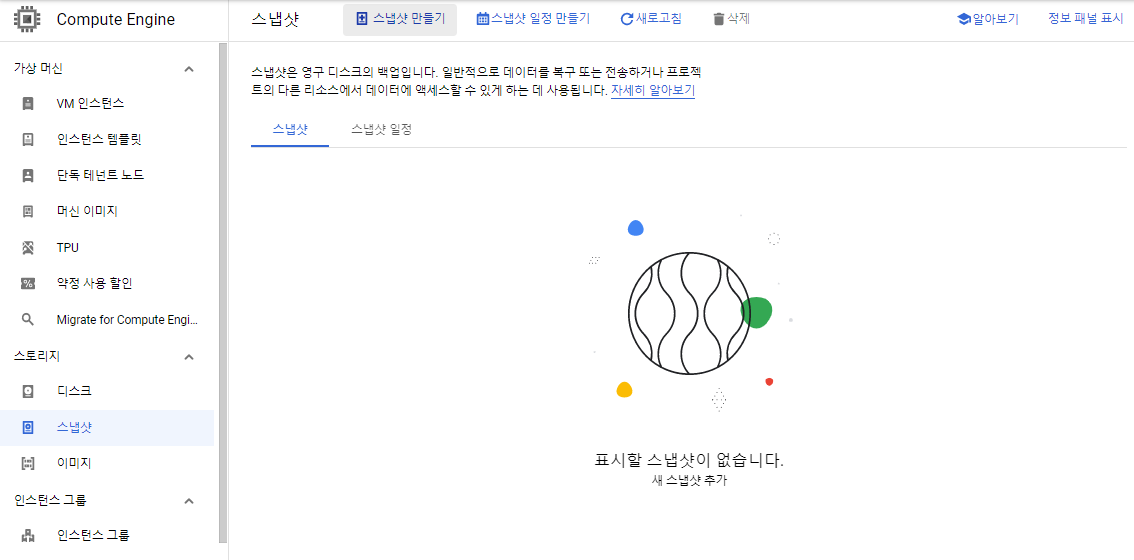 Compute Engine
스냅샷
스냅샷 만들기
스냅샷 일정 만들기
새로고침
삭제
알아보기
정보 패널 표시
가상 머신
VM 인스턴스
인스턴스 템플릿
단독 테넌트 노드
머신 이미지
TPU
약정 사용 할인
Migrate for Compute Engi...
스토리지
디스크
스냅샷
이미지
인스턴스 그룹
인스턴스 그룹
스냅샷은 영구 디스크의 백업입니다. 일반적으로 데이터를 복구 또는 전송하거나 프로젝
트의 다른 리소스에서 데이터에 액세스할 수 있게 하는 데 사용됩니다. 자세히 알아보기
스냅샷
스냅샷 일정
표시할 스냅샷이 없습니다.
새 스냅샷 추가